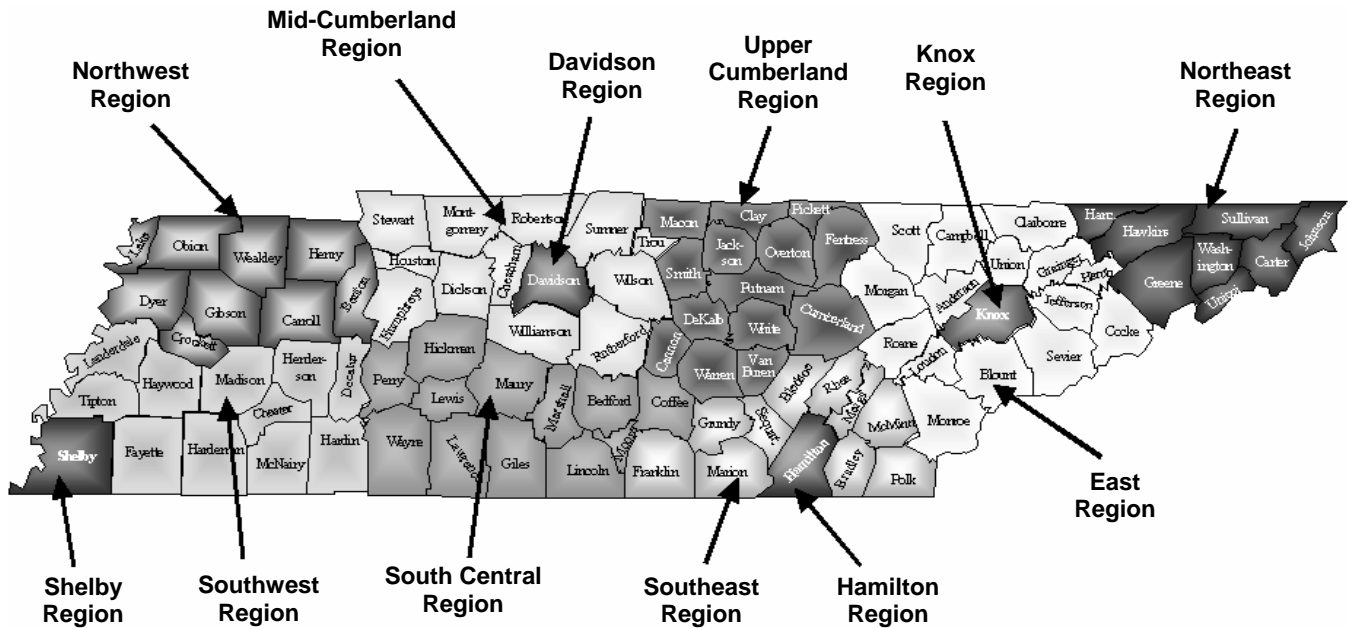 Mid-Cumberland
Region
Upper
Cumberland
Region
Knox
Region
Davidson
Region
Northwest
Region
Northeast
Region
Stewart
Mont-
gomery
Robertson
Sumner
Macon
Clay
Pickett
Scott
Campbell
Claiborne
Hanc.
Sullivan
Johnson
Lake
Obion
Weakley
Henry
Houston
Trou
Jack-
son
Overton
Fentress
Union
Grainger
Hawkins
Wash-
ington
Carter
Dyer
Gibson
Carroll
Benton
Humphreys
Dickson
Cheatham
Davidson
Wilson
Smith
Putnam
Morgan
Anderson
Knox
Jefferson
Greene
Unicoi
Crockett
Williamson
Rutherford
DeKalb
White
Cumberland
Roane
Loudon
Sevier
Cocke
Lauderdale
Haywood
Madison
Hender-
son
Decatur
Perry
Hickman
Lewis
Maury
Marshall
Bedford
Cannon
Coffee
Warren
Van
Buren
Bledsoe
Rhea
Meigs
Blount
Tipton
Chester
Moore
Grundy
Sequat.
McMinn
Monroe
Shelby
Fayette
Hardeman
McNairy
Hardin
Wayne
Giles
Lincoln
Franklin
Marion
Hamilton
Bradley
Polk
East
Region
Shelby
Region
Southwest
Region
South Central
Region
Southeast
Region
Hamilton
Region